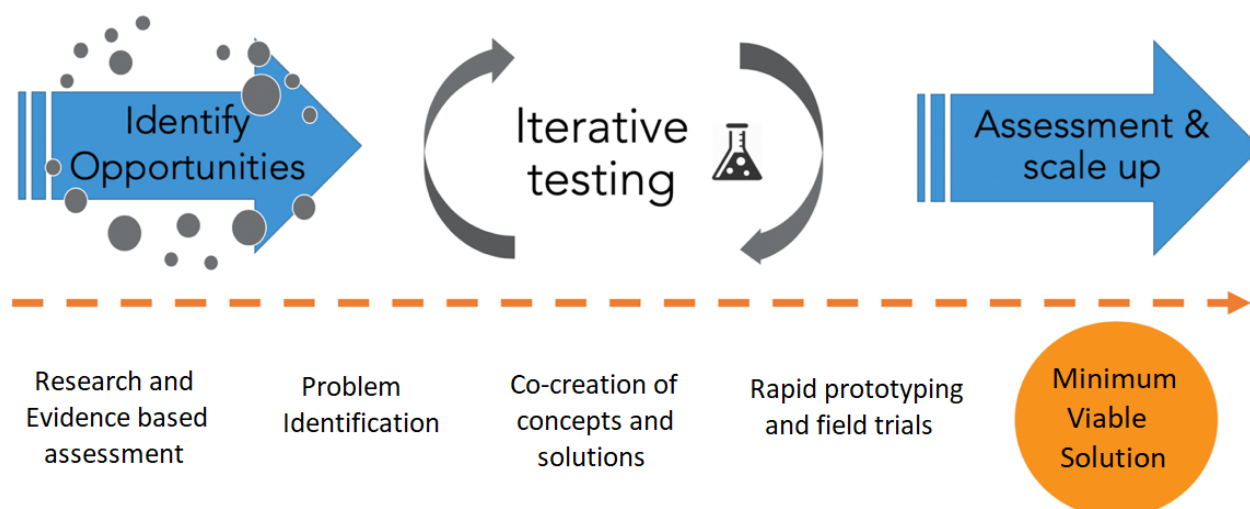 Identify
Opportunities
Iterative
testing
Assessment &
scale up
Research and
Evidence based
assessment
Problem
Identification
Co-creation of
concepts and
solutions
Rapid prototyping
and field trials
Minimum
Viable
Solution